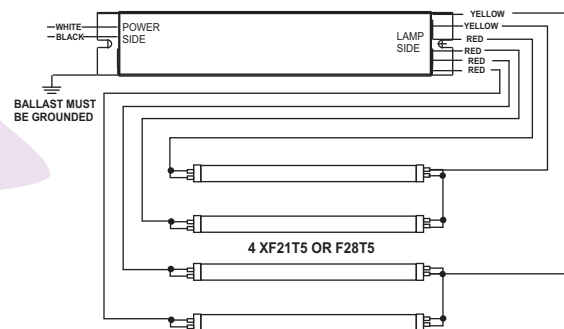 YELLOW
WHITE
POWER
YELLOW
BLACK
SIDE
LAMP
SIDE
RED
RED
RED
RED
BALLAST MUST
BE GROUNDED
4 XF21T5 OR F28T5